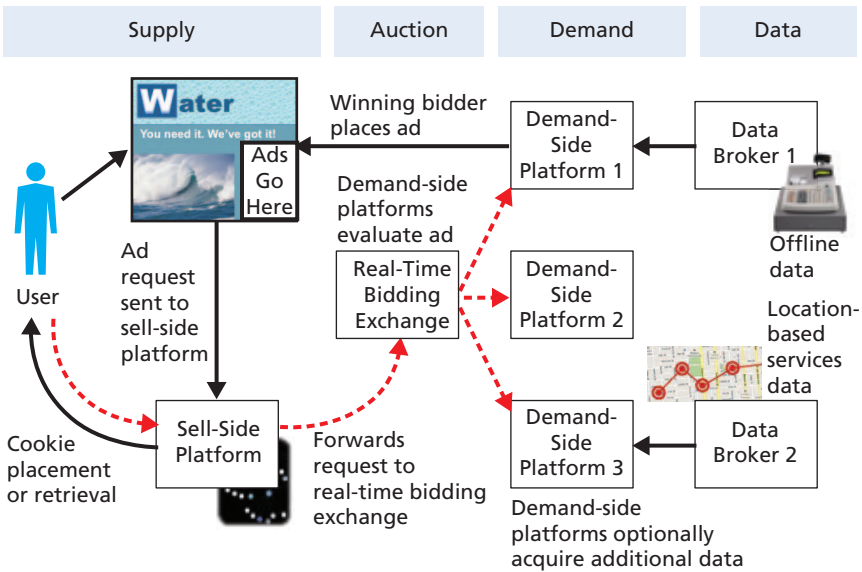 Supply
Auction
Demand
Data
Water
You need it. We've got it!
Ads
Go
Here
Winning bidder
places ad
Demand-
Side
Platform 1
Data
Broker 1
Offline
data
User
Ad
request
sent to
sell-side
platform
Demand-side
platforms
evaluate ad
Real-Time
Bidding
Exchange
Demand-
Side
Platform 2
Location-
based
services
data
Cookie
placement
or retrieval
Sell-Side
Platform
Forwards
request to
real-time bidding
exchange
Demand-
Side
Platform 3
Data
Broker 2
Demand-side
platforms optionally
acquire additional data